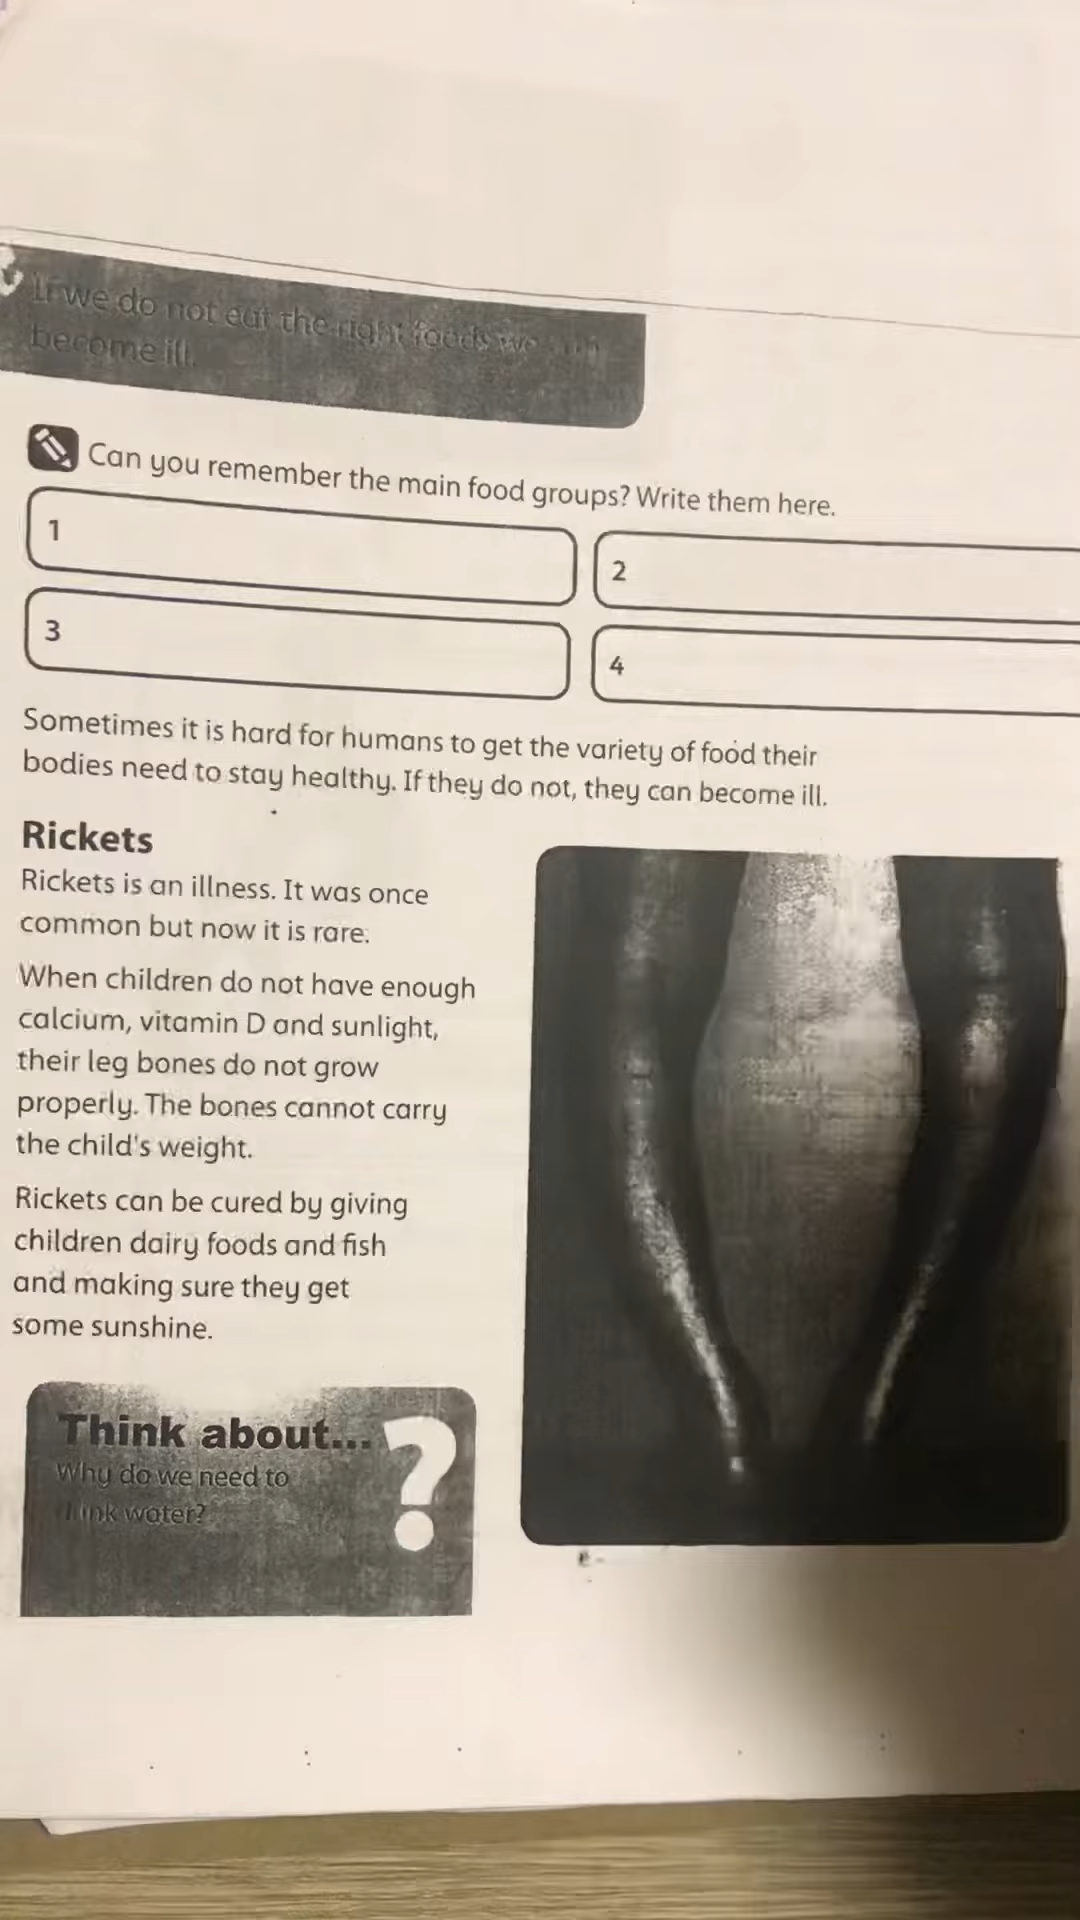 If we do not eat the right foods we can
become ill.
Can you remember the main food groups? Write them here.
1
2
3
4
Sometimes it is hard for humans to get the variety of food their
bodies need to stay healthy. If they do not, they can become ill.
Rickets
Rickets is an illness. It was once
common but now it is rare.
When children do not have enough
calcium, vitamin D and sunlight,
their leg bones do not grow
properly. The bones cannot carry
the child's weight.
Rickets can be cured by giving
children dairy foods and fish
and making sure they get
some sunshine.
Think about... ?
Why do we need to
drink water?